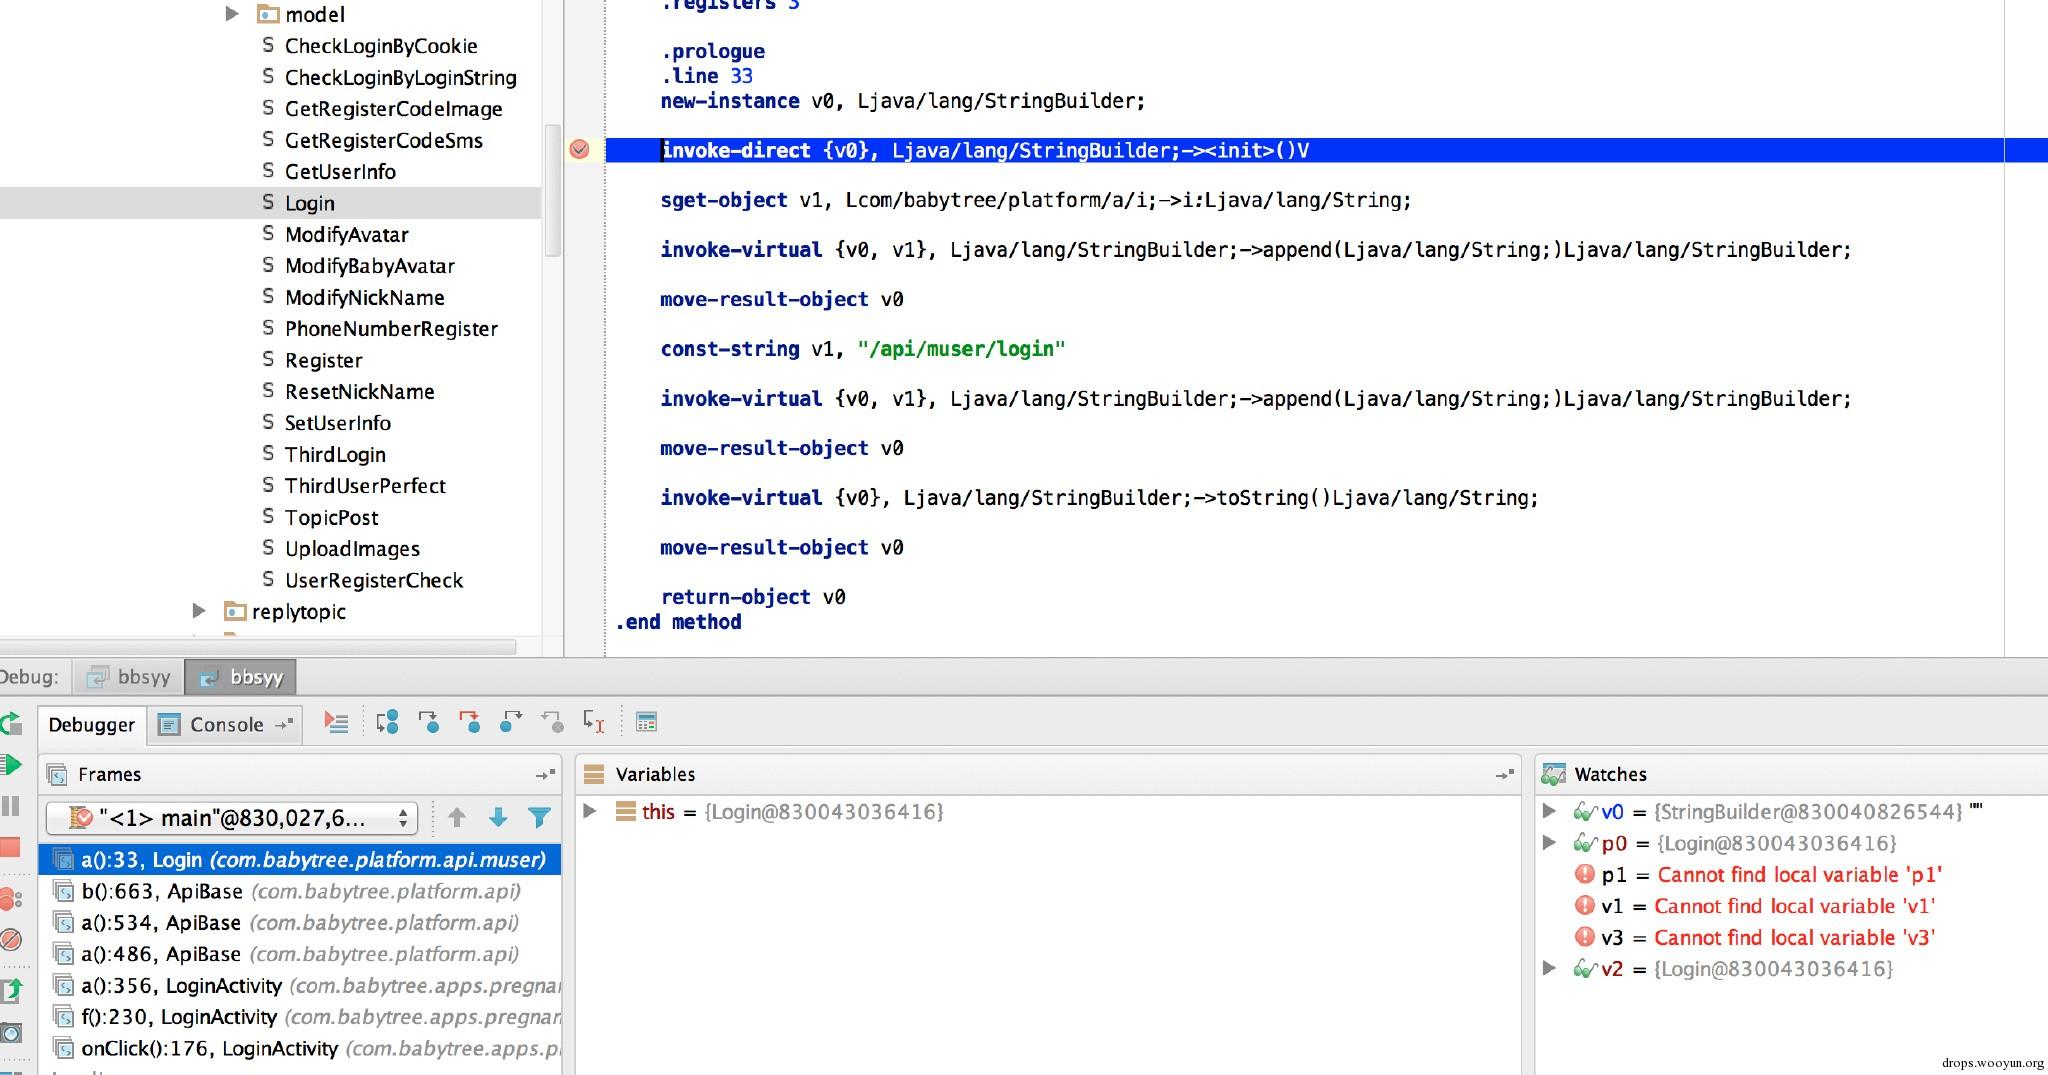 model
CheckLoginByCookie
CheckLoginByLoginString
GetRegisterCodeImage
GetRegisterCodeSms
GetUserInfo
Login
ModifyAvatar
ModifyBabyAvatar
ModifyNickName
PhoneNumberRegister
Register
ResetNickName
SetUserInfo
ThirdLogin
ThirdUserPerfect
TopicPost
UploadImages
UserRegisterCheck
replytopic
.registers 3
.prologue
.line 33
new-instance v0, Ljava/lang/StringBuilder;
invoke-direct {v0}, Ljava/lang/StringBuilder;-><init>()V
sget-object v1, Lcom/babytree/platform/a/i;->i:Ljava/lang/String;
invoke-virtual {v0, v1}, Ljava/lang/StringBuilder;->append(Ljava/lang/String;)Ljava/lang/StringBuilder;
move-result-object v0
const-string v1, "/api/muser/login"
invoke-virtual {v0, v1}, Ljava/lang/StringBuilder;->append(Ljava/lang/String;)Ljava/lang/StringBuilder;
move-result-object v0
invoke-virtual {v0}, Ljava/lang/StringBuilder;->toString()Ljava/lang/String;
move-result-object v0
return-object v0
.end method
Debug: bbsyy bbsyy
Debugger Console
Frames
"<1> main"@830,027,6...
a():33, Login (com.babytree.platform.api.muser)
b():663, ApiBase (com.babytree.platform.api)
a():534, ApiBase (com.babytree.platform.api)
a():486, ApiBase (com.babytree.platform.api)
a():356, LoginActivity (com.babytree.apps.pregnan
f():230, LoginActivity (com.babytree.apps.pregnan
onClick():176, LoginActivity (com.babytree.apps.p
Variables
this = {Login@830043036416}
Watches
v0 = {StringBuilder@830040826544} ""
p0 = {Login@830043036416}
p1 = Cannot find local variable 'p1'
v1 = Cannot find local variable 'v1'
v3 = Cannot find local variable 'v3'
v2 = {Login@830043036416}
drops.wooyun.org